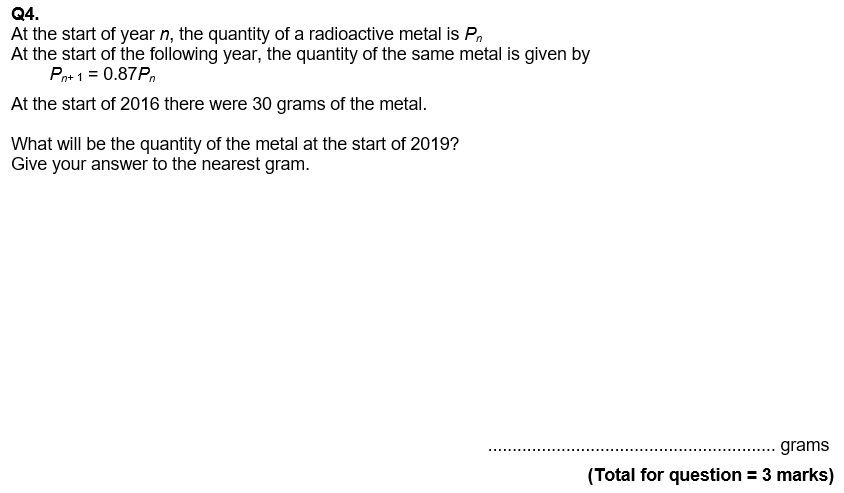 Q4.
At the start of year n, the quantity of a radioactive metal is Pn
At the start of the following year, the quantity of the same metal is given by
Pn+ 1 = 0.87Pn
At the start of 2016 there were 30 grams of the metal.
What will be the quantity of the metal at the start of 2019?
Give your answer to the nearest gram.
........................................................... grams
(Total for question = 3 marks)